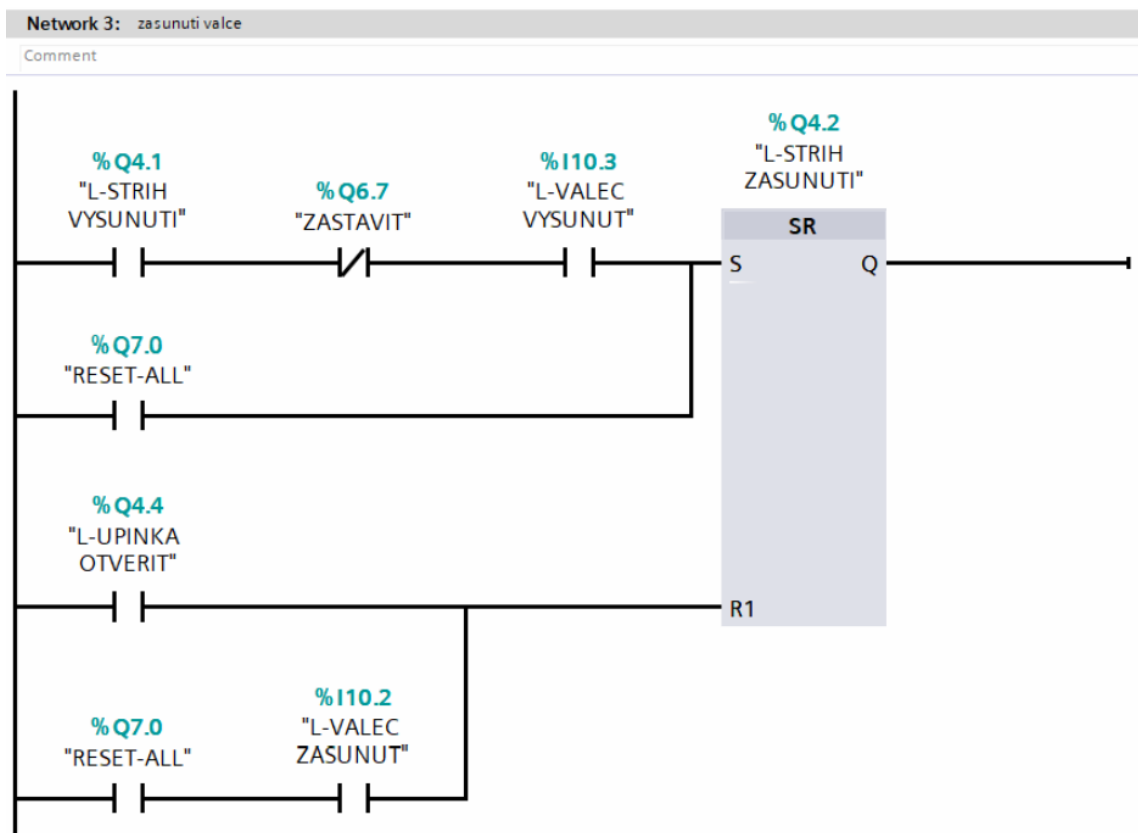 Network 3: zasunuti valce
Comment
%Q4.2
"L-STRIH
ZASUNUTI"
%Q4.1
"L-STRIH
VYSUNUTI"
%Q6.7
"ZASTAVIT"
%I10.3
"L-VALEC
VYSUNUT"
SR
S
Q
%Q7.0
"RESET-ALL"
%Q4.4
"L-UPINKA
OTVERIT"
R1
%Q7.0
"RESET-ALL"
%I10.2
"L-VALEC
ZASUNUT"